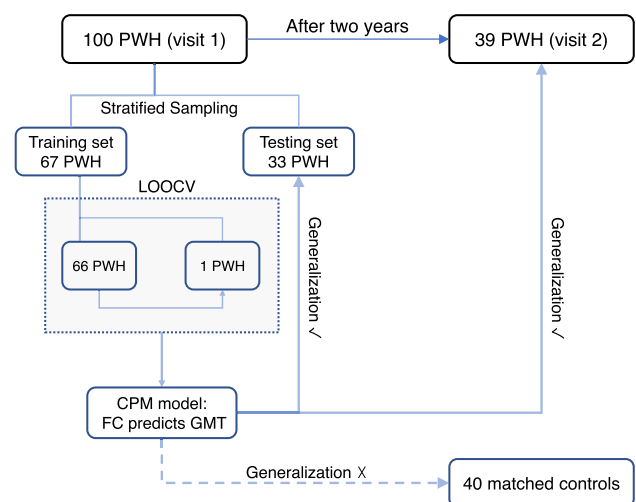 100 PWH (visit 1)
After two years
39 PWH (visit 2)
Stratified Sampling
Training set
67 PWH
Testing set
33 PWH
LOOCV
66 PWH
1 PWH
Generalization √
Generalization √
CPM model:
FC predicts GMT
Generalization X
40 matched controls